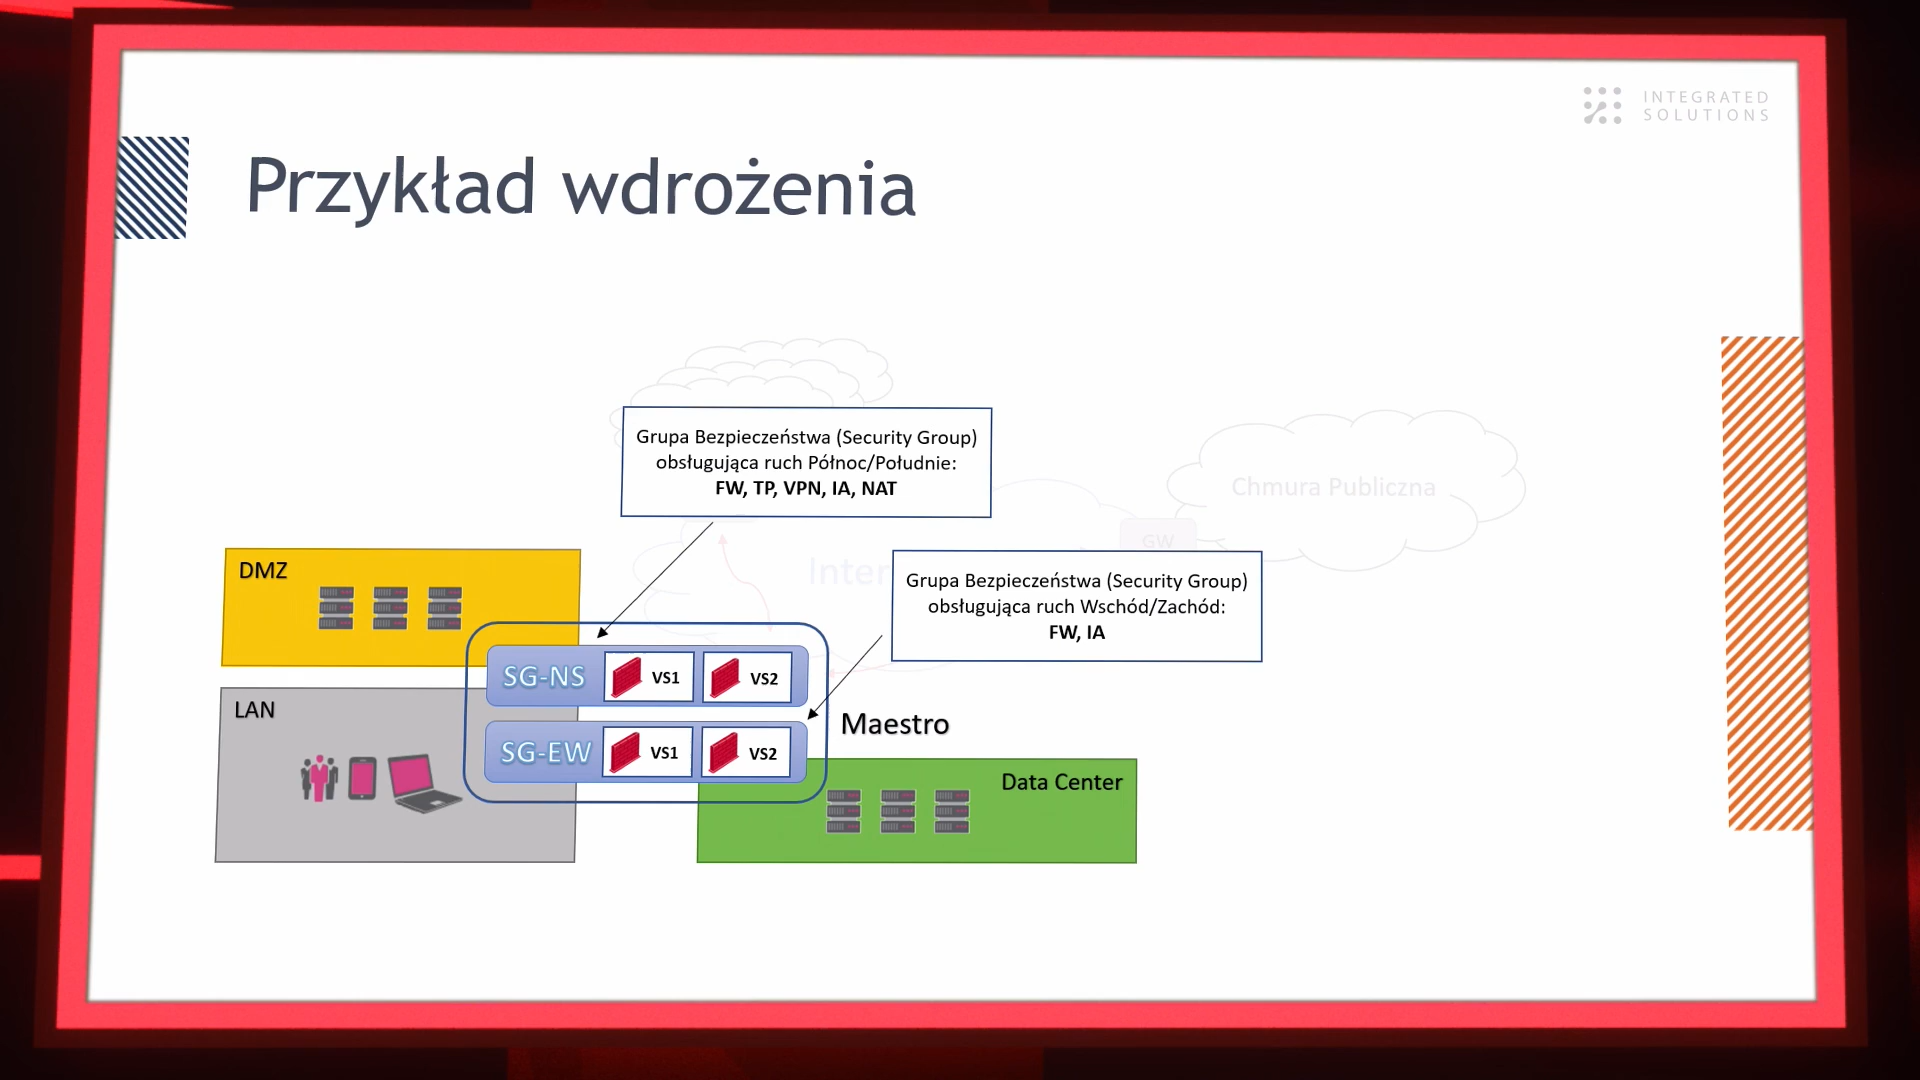 INTEGRATED
SOLUTIONS
Przykład wdrożenia
Grupa Bezpieczeństwa (Security Group)
obsługująca ruch Północ/Południe:
FW, TP, VPN, IA, NAT
Chmura Publiczna
GW
Inter
Grupa Bezpieczeństwa (Security Group)
obsługująca ruch Wschód/Zachód:
FW, IA
DMZ
SG-NS
VS1
VS2
LAN
Maestro
SG-EW
VS1
VS2
Data Center